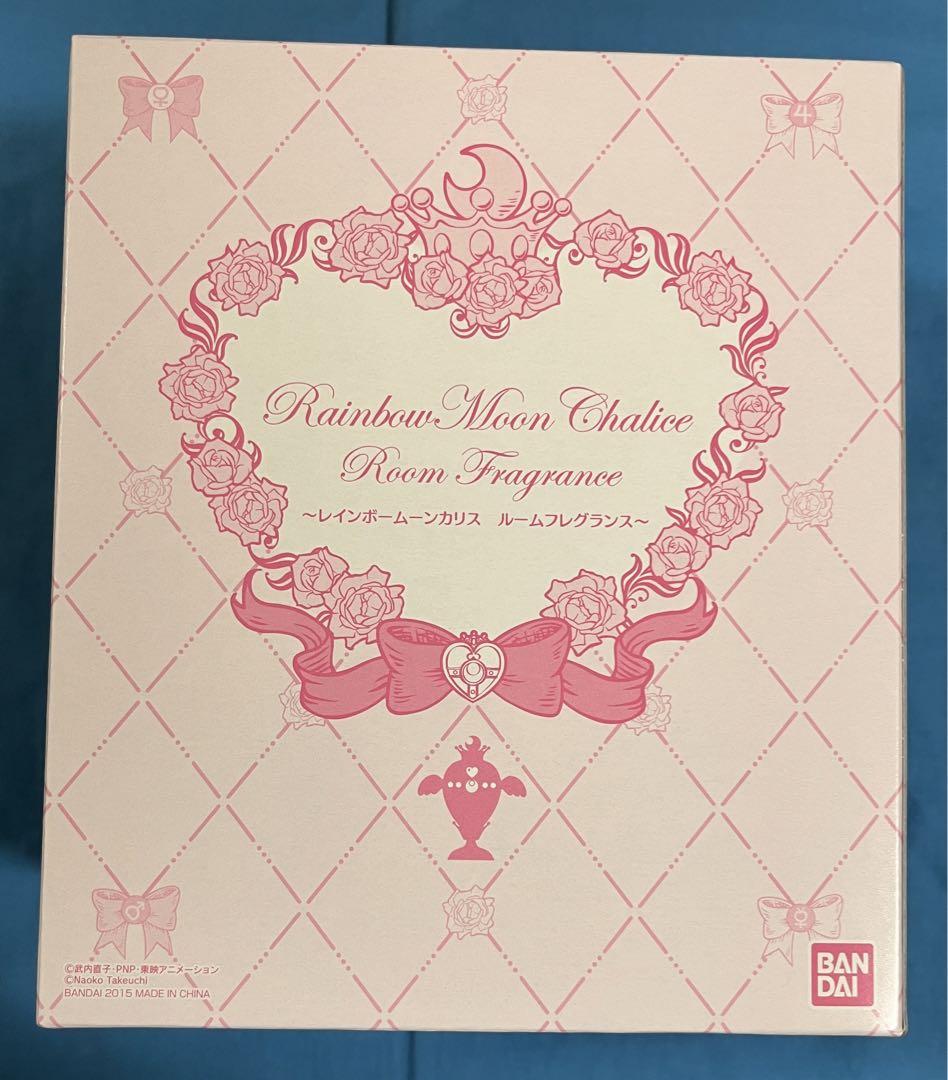 Rainbow Moon Chalice
Room Fragrance
～レインボームーンカリス　ルームフレグランス～
©武内直子・PNP・東映アニメーション
©Naoko Takeuchi
BANDAI 2015 MADE IN CHINA
BAN
DAI